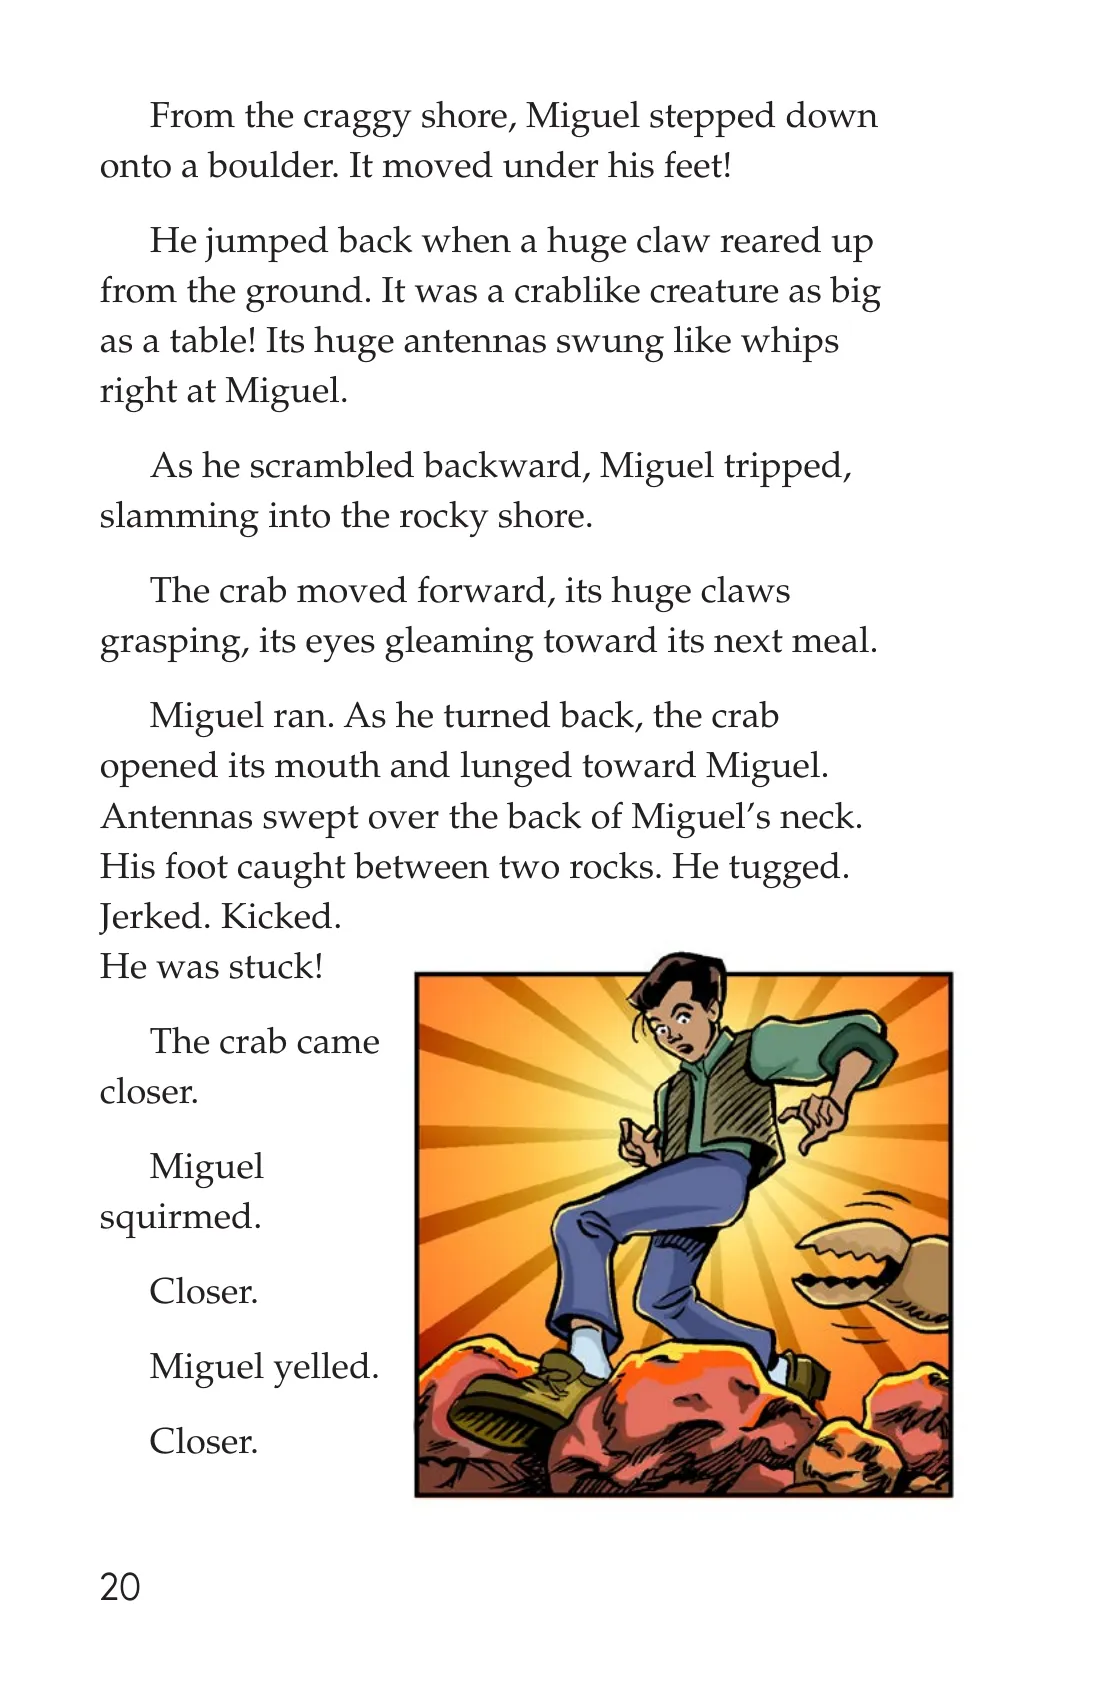 From the craggy shore, Miguel stepped down
onto a boulder. It moved under his feet!
He jumped back when a huge claw reared up
from the ground. It was a crablike creature as big
as a table! Its huge antennas swung like whips
right at Miguel.
As he scrambled backward, Miguel tripped,
slamming into the rocky shore.
The crab moved forward, its huge claws
grasping, its eyes gleaming toward its next meal.
Miguel ran. As he turned back, the crab
opened its mouth and lunged toward Miguel.
Antennas swept over the back of Miguel’s neck.
His foot caught between two rocks. He tugged.
Jerked. Kicked.
He was stuck!
The crab came
closer.
Miguel
squirmed.
Closer.
Miguel yelled.
Closer.
20